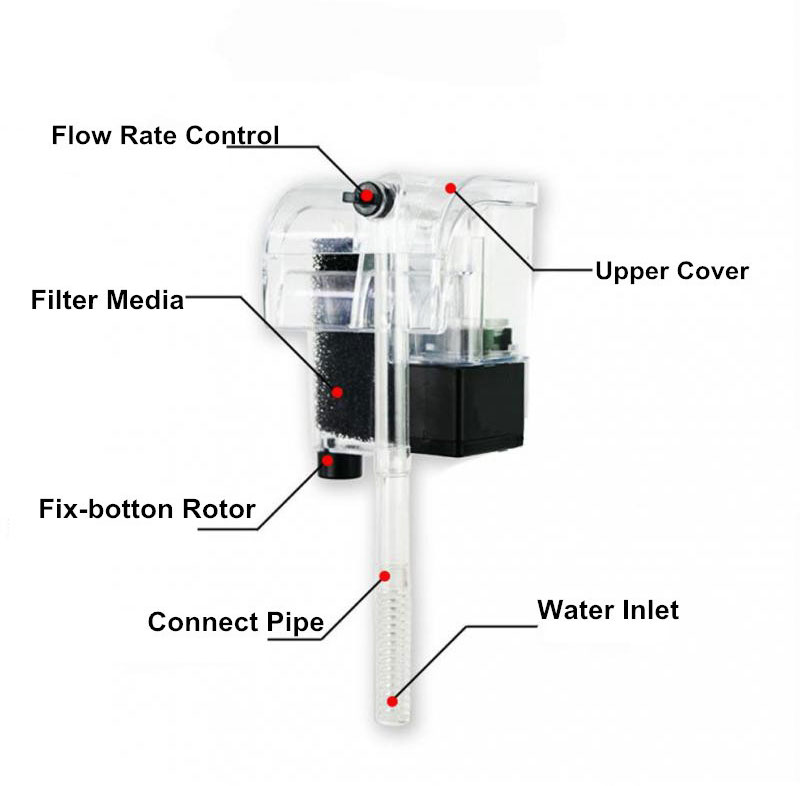 Flow Rate Control
Upper Cover
Filter Media
Fix-botton Rotor
Water Inlet
Connect Pipe